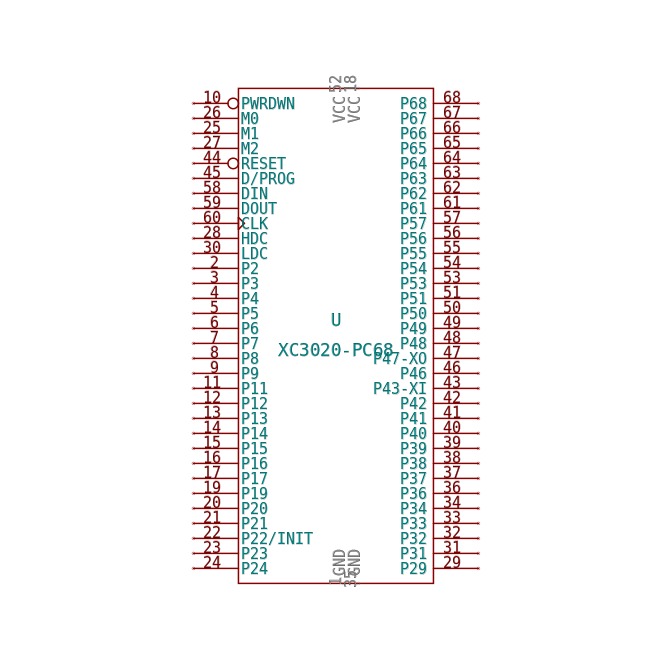 52 18
VCC VCC
10 PWRDWN P68 68
26 M0 P67 67
25 M1 P66 66
27 M2 P65 65
44 RESET P64 64
45 D/PROG P63 63
58 DIN P62 62
59 DOUT P61 61
60 CLK P57 57
28 HDC P56 56
30 LDC P55 55
2 P2 P54 54
3 P3 P53 53
4 P4 P51 51
5 P5 P50 50
U
6 P6 P49 49
7 P7 P48 48
XC3020-PC68
8 P8 P47-XO 47
9 P9 P46 46
11 P11 P43-XI 43
12 P12 P42 42
13 P13 P41 41
14 P14 P40 40
15 P15 P39 39
16 P16 P38 38
17 P17 P37 37
19 P19 P36 36
20 P20 P34 34
21 P21 P33 33
22 P22/INIT P32 32
23 P23 P31 31
24 P24 P29 29
GND GND
1 35